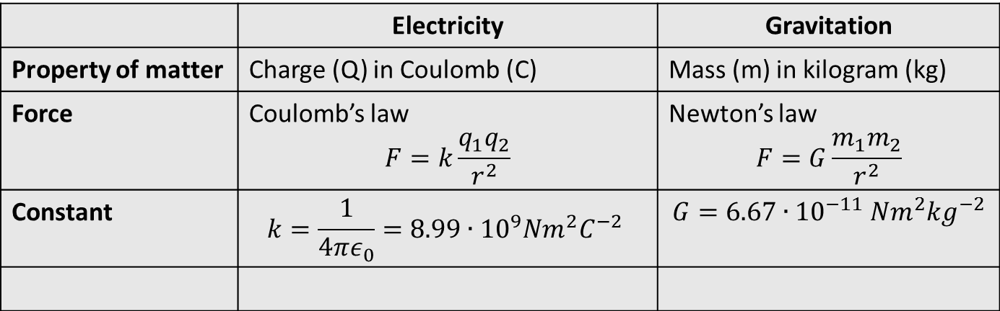 Electricity Gravitation
Property of matter Charge (Q) in Coulomb (C) Mass (m) in kilogram (kg)
Force Coulomb's law Newton's law
F = k q₁q₂/r² F = G m₁m₂/r²
Constant k = 1/4πϵ₀ = 8.99 · 10⁹Nm²C⁻² G = 6.67 · 10⁻¹¹ Nm²kg⁻²